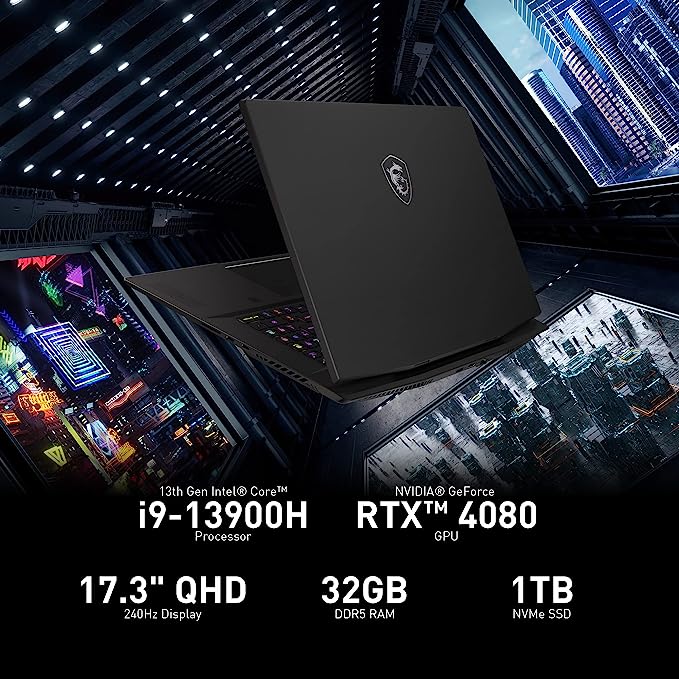 13th Gen Intel® Core™
i9-13900H
Processor
NVIDIA® GeForce
RTX™ 4080
GPU
17.3" QHD
240Hz Display
32GB
DDR5 RAM
1TB
NVMe SSD